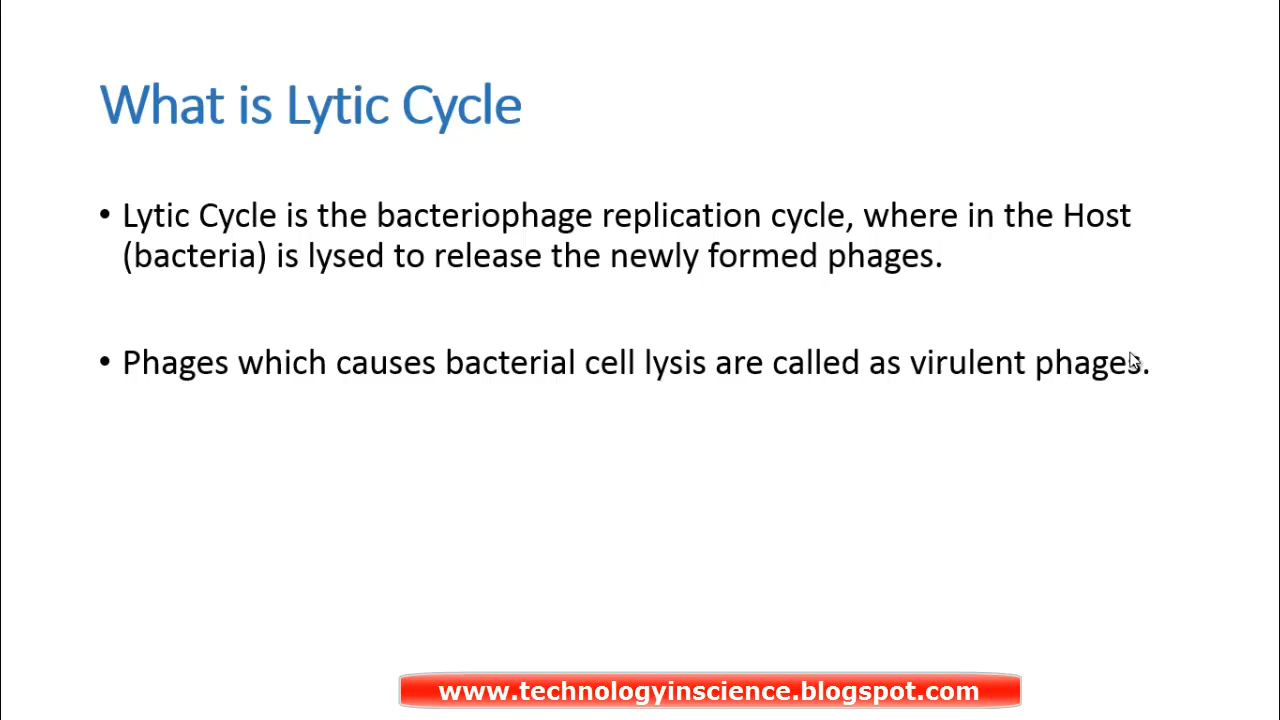 What is Lytic Cycle
• Lytic Cycle is the bacteriophage replication cycle, where in the Host
(bacteria) is lysed to release the newly formed phages.
• Phages which causes bacterial cell lysis are called as virulent phages.
www.technologyinscience.blogspot.com